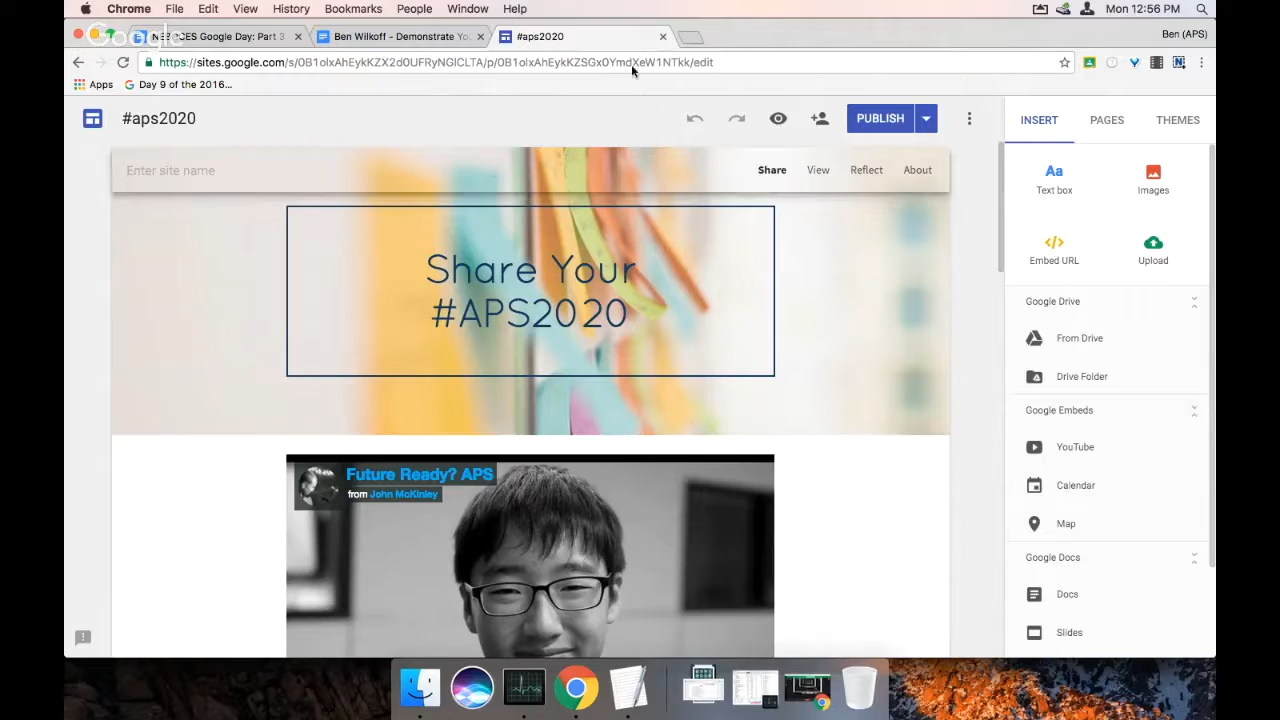 Chrome File Edit View History Bookmarks People Window Help Mon 12:56 PM
Google
Google Day: Part 3 Ben Wilkoff - Demonstrate Yo #aps2020 Ben (APS)
https://sites.google.com/s/0B1olxAhEykKZX2d0UFRyNGlCLTA/p/0B1olxAhEykKZSGx0YmdXeW1NTkk/edit
Apps Day 9 of the 2016...
#aps2020 PUBLISH INSERT PAGES THEMES
Enter site name Share View Reflect About
Aa
Text box Images
Share Your
#APS2020
Embed URL Upload
Google Drive
From Drive
Drive Folder
Google Embeds
YouTube
Future Ready? APS
from John McKinley
Calendar
Map
Google Docs
Docs
Slides